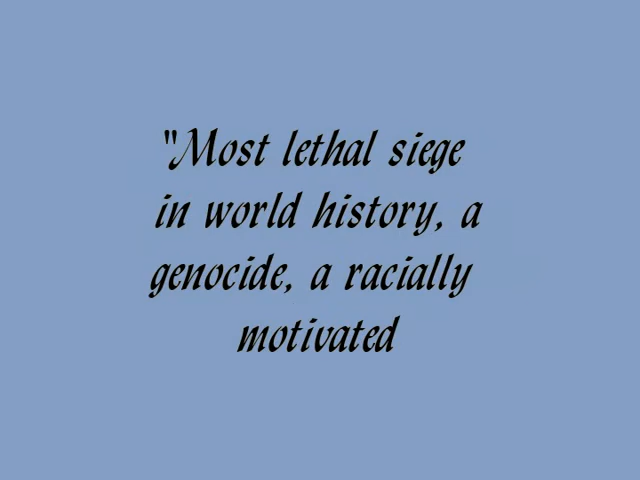 "Most lethal siege
in world history, a
genocide, a racially
motivated